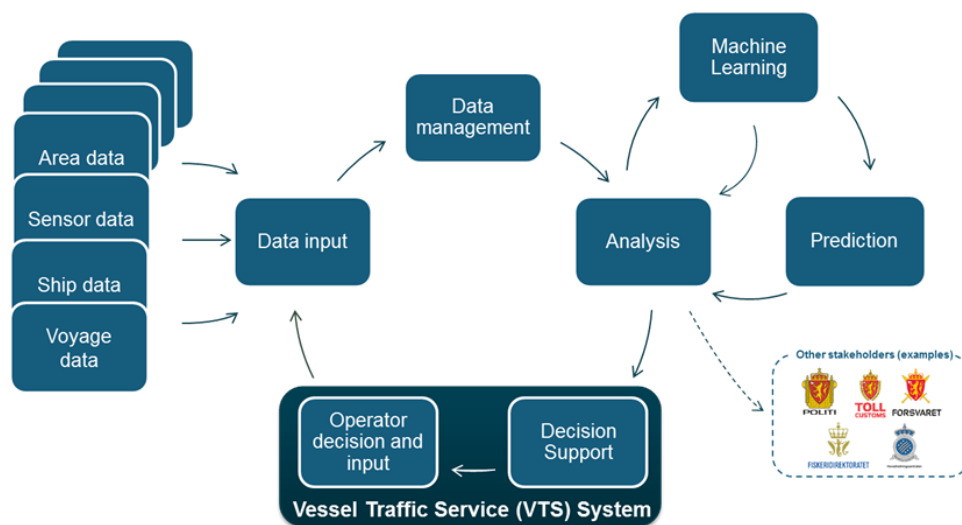 Machine
Learning
Data
management
Area data
Sensor data
Data input
Analysis
Prediction
Ship data
Voyage
data
Other stakeholders (examples)
POLITI
TOLL
CUSTOMS
FORSVARET
FISKERIDIREKTORATET
Operator
decision and
input
Decision
Support
Vessel Traffic Service (VTS) System